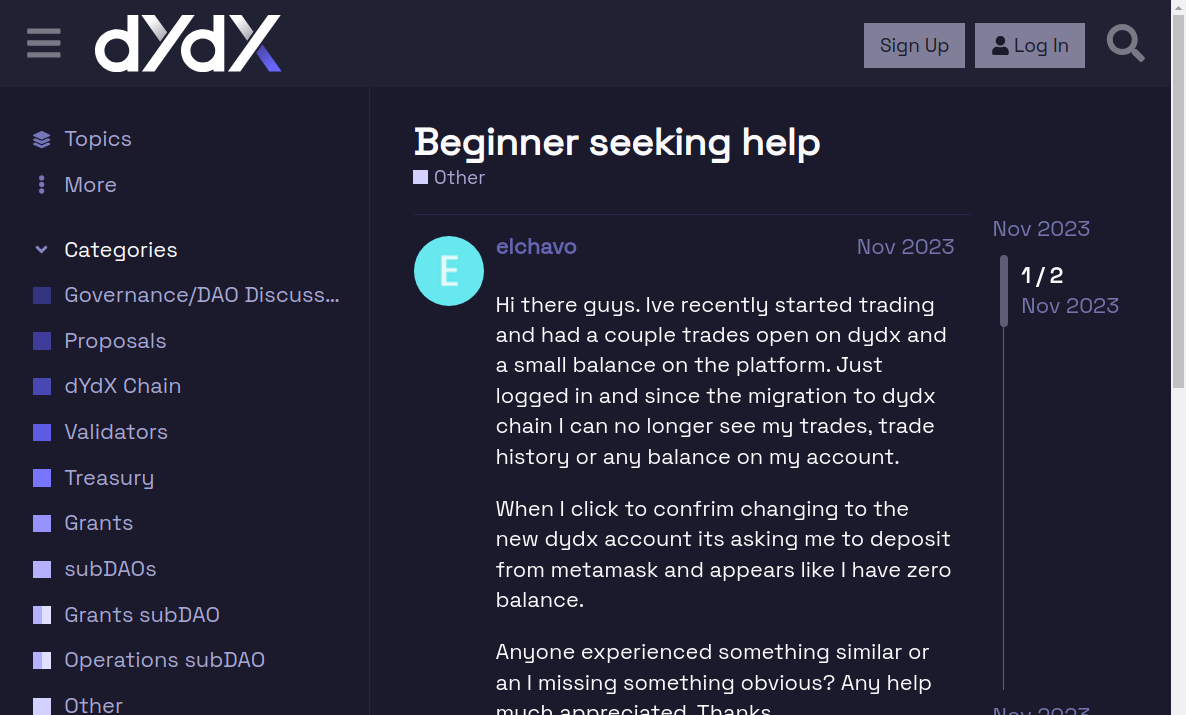 dYdX
Sign Up
Log In
Topics
More
Categories
Governance/DAO Discuss...
Proposals
dYdX Chain
Validators
Treasury
Grants
subDAOs
Grants subDAO
Operations subDAO
Other
Beginner seeking help
Other
E
elchavo
Nov 2023
Hi there guys. Ive recently started trading
and had a couple trades open on dydx and
a small balance on the platform. Just
logged in and since the migration to dydx
chain I can no longer see my trades, trade
history or any balance on my account.
When I click to confrim changing to the
new dydx account its asking me to deposit
from metamask and appears like I have zero
balance.
Anyone experienced something similar or
an I missing something obvious? Any help
much appreciated. Thanks
Nov 2023
1 / 2
Nov 2023
Nov 2023